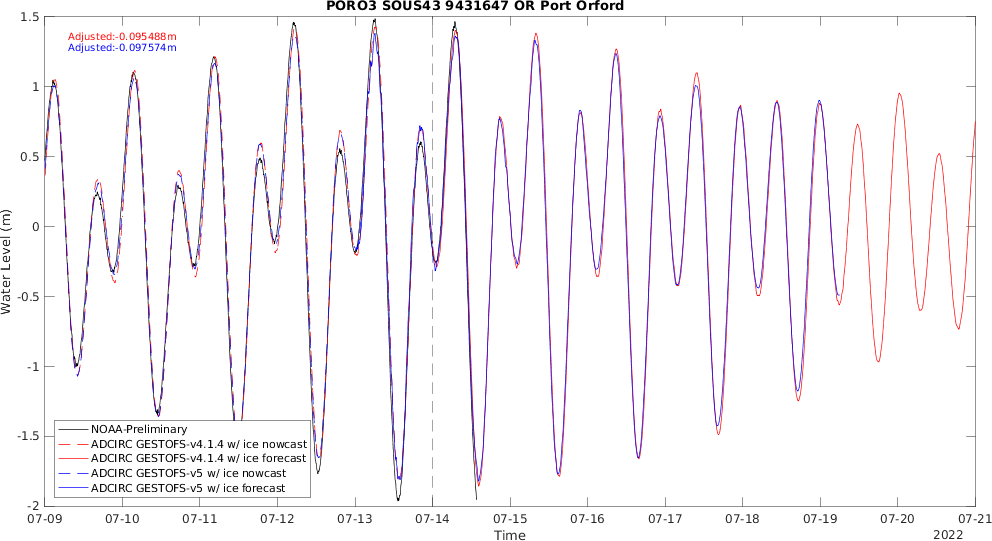 PORO3 SOUS43 9431647 OR Port Orford
Adjusted:-0.095488m
Adjusted:-0.097574m
1.5
1
0.5
0
-0.5
-1
-1.5
-2
Water Level (m)
NOAA-Preliminary
ADCIRC GESTOFS-v4.1.4 w/ ice nowcast
ADCIRC GESTOFS-v4.1.4 w/ ice forecast
ADCIRC GESTOFS-v5 w/ ice nowcast
ADCIRC GESTOFS-v5 w/ ice forecast
07-09 07-10 07-11 07-12 07-13 07-14 07-15 07-16 07-17 07-18 07-19 07-20 07-21
Time
2022